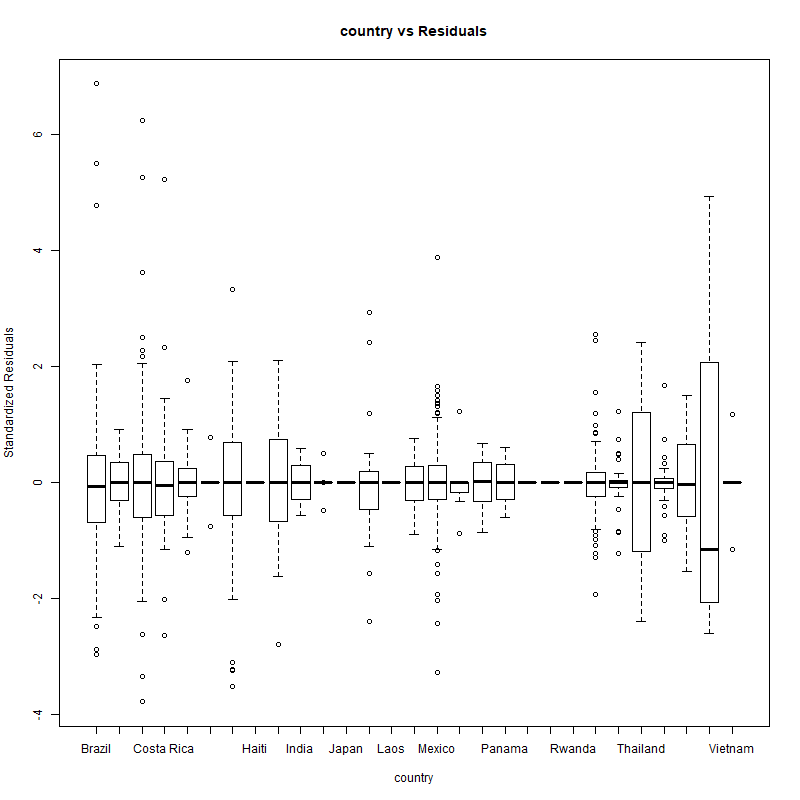 country vs Residuals
Standardized Residuals
6
4
2
0
-2
-4
Brazil Costa Rica Haiti India Japan Laos Mexico Panama Rwanda Thailand Vietnam
country